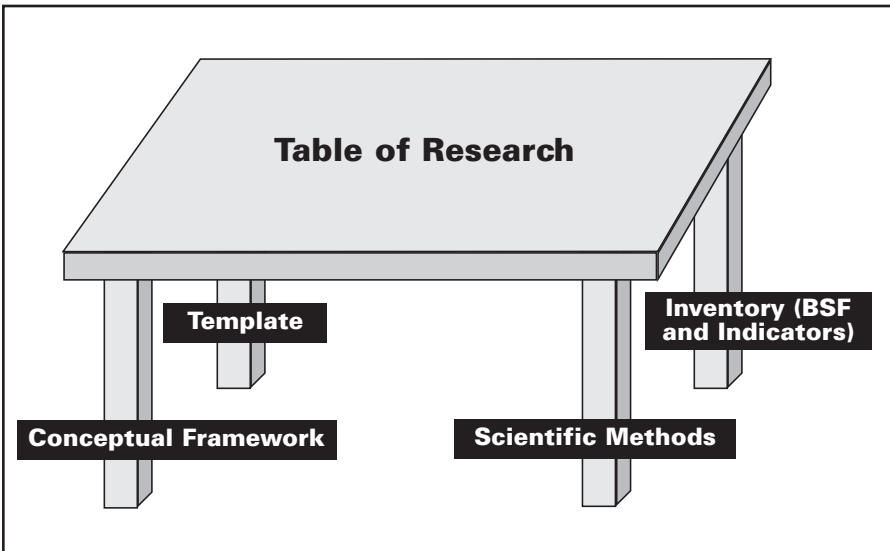 Table of Research
Template
Inventory (BSF
and Indicators)
Conceptual Framework
Scientific Methods